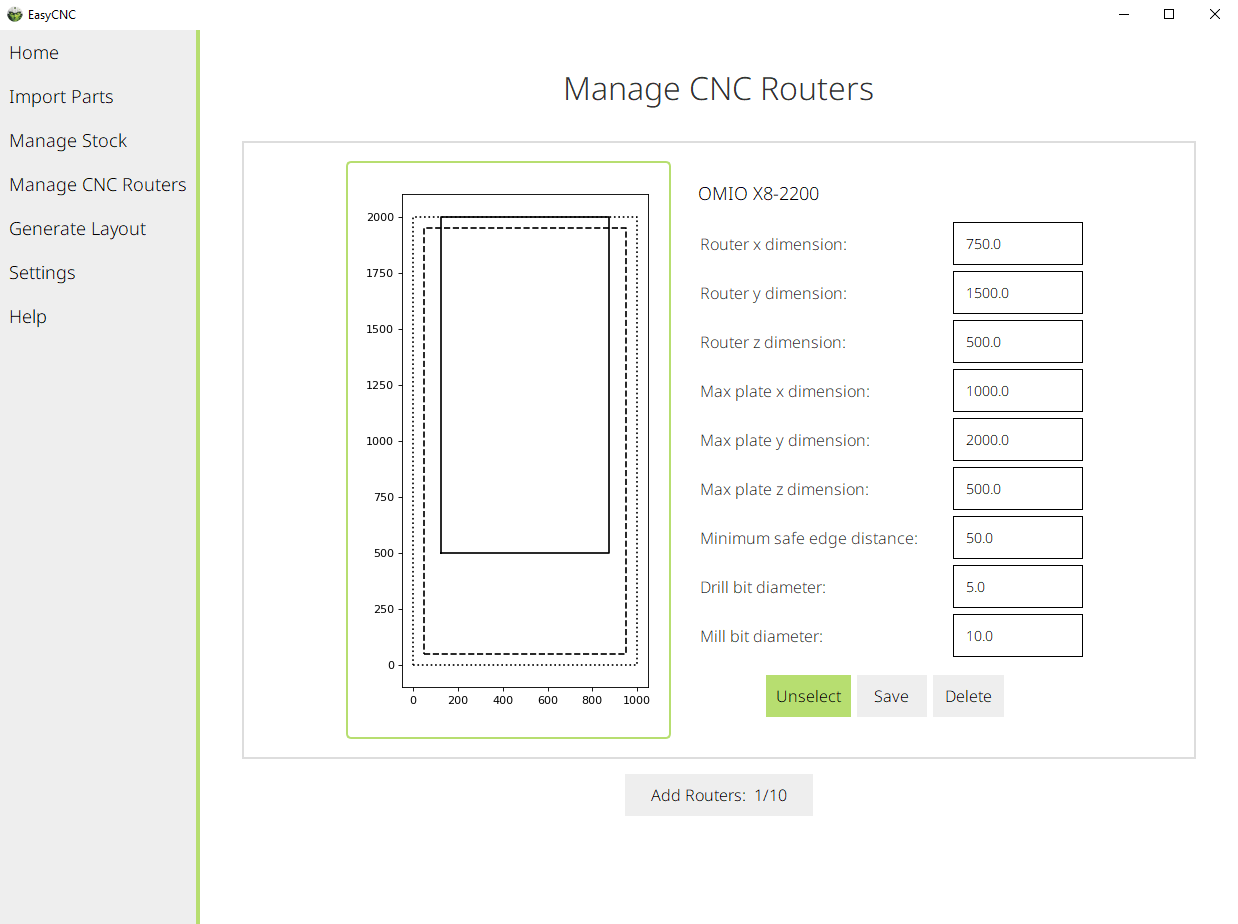 EasyCNC
Home
Import Parts
Manage Stock
Manage CNC Routers
Generate Layout
Settings
Help
Manage CNC Routers
2000
1750
1500
1250
1000
750
500
250
0
0 200 400 600 800 1000
OMIO X8-2200
Router x dimension: 750.0
Router y dimension: 1500.0
Router z dimension: 500.0
Max plate x dimension: 1000.0
Max plate y dimension: 2000.0
Max plate z dimension: 500.0
Minimum safe edge distance: 50.0
Drill bit diameter: 5.0
Mill bit diameter: 10.0
Unselect Save Delete
Add Routers: 1/10